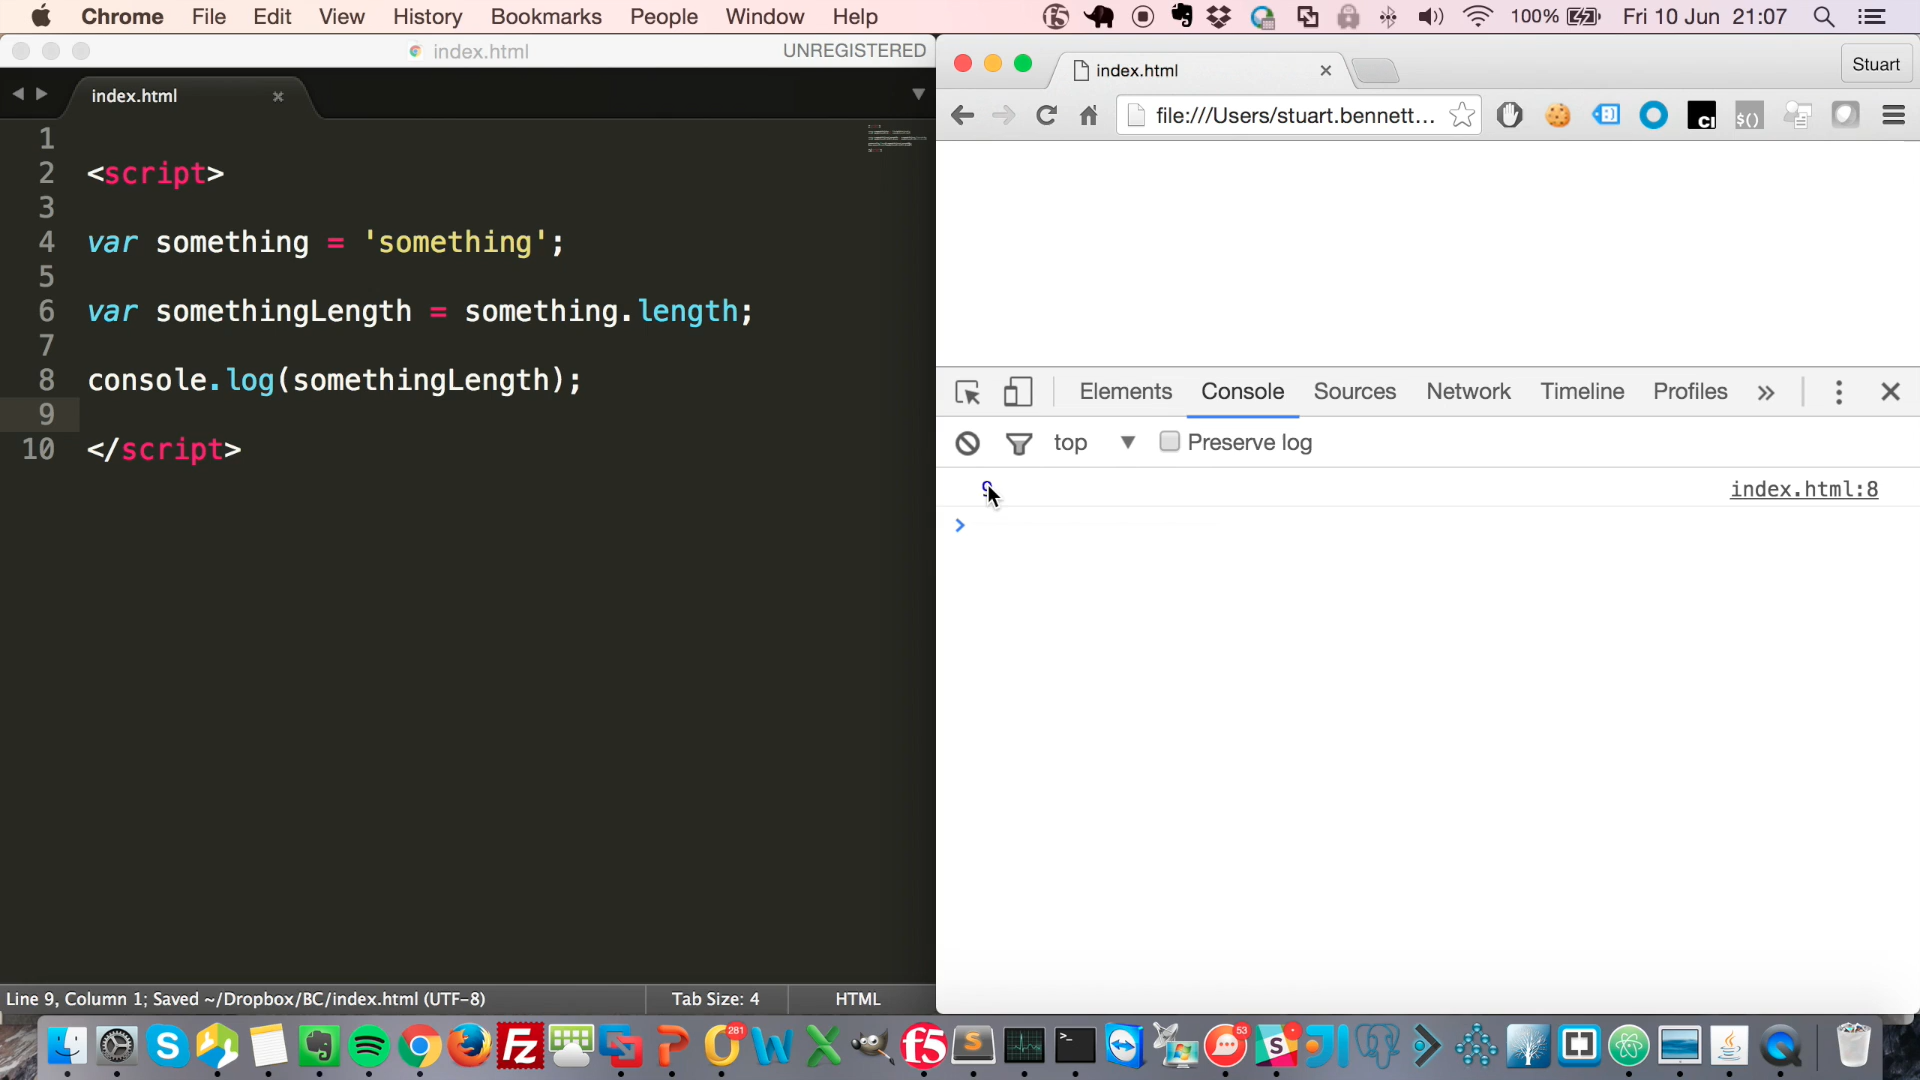 Chrome File Edit View History Bookmarks People Window Help 100% Fri 10 Jun 21:07
index.html UNREGISTERED
index.html
1
2 <script>
3
4 var something = 'something';
5
6 var somethingLength = something.length;
7
8 console.log(somethingLength);
9
10 </script>
Line 9, Column 1; Saved ~/Dropbox/BC/index.html (UTF-8) Tab Size: 4 HTML
index.html Stuart
file:///Users/stuart.bennett...
Elements Console Sources Network Timeline Profiles
top Preserve log
9 index.html:8
281 53